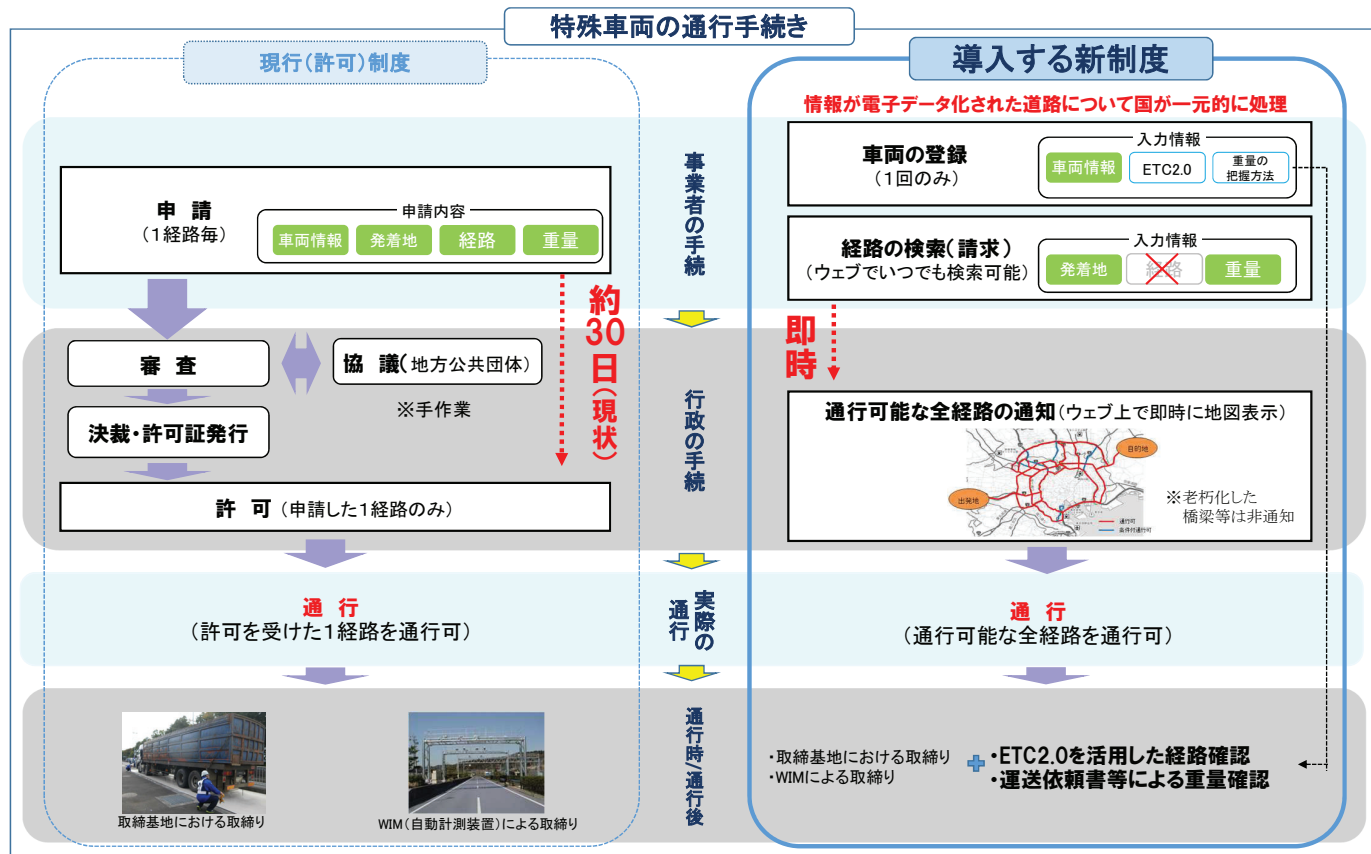 特殊車両の通行手続き
現行(許可)制度
申 請
(1経路毎)
申請内容
車両情報
発着地
経路
重量
約30日(現状)
審 査
協 議(地方公共団体)
※手作業
決裁・許可証発行
許 可 (申請した1経路のみ)
通 行
(許可を受けた1経路を通行可)
取締基地における取締り
WIM(自動計測装置)による取締り
事業者の手続
行政の手続
実際の
通行
通行時/通行後
導入する新制度
情報が電子データ化された道路について国が一元的に処理
車両の登録
(1回のみ)
入力情報
車両情報
ETC2.0
重量の
把握方法
経路の検索(請求)
(ウェブでいつでも検索可能)
入力情報
発着地
経路
重量
即時
通行可能な全経路の通知(ウェブ上で即時に地図表示)
目的地
出発地
通行可
条件付通行可
※老朽化した
橋梁等は非通知
通 行
(通行可能な全経路を通行可)
・取締基地における取締り
・WIMによる取締り
・ETC2.0を活用した経路確認
・運送依頼書等による重量確認